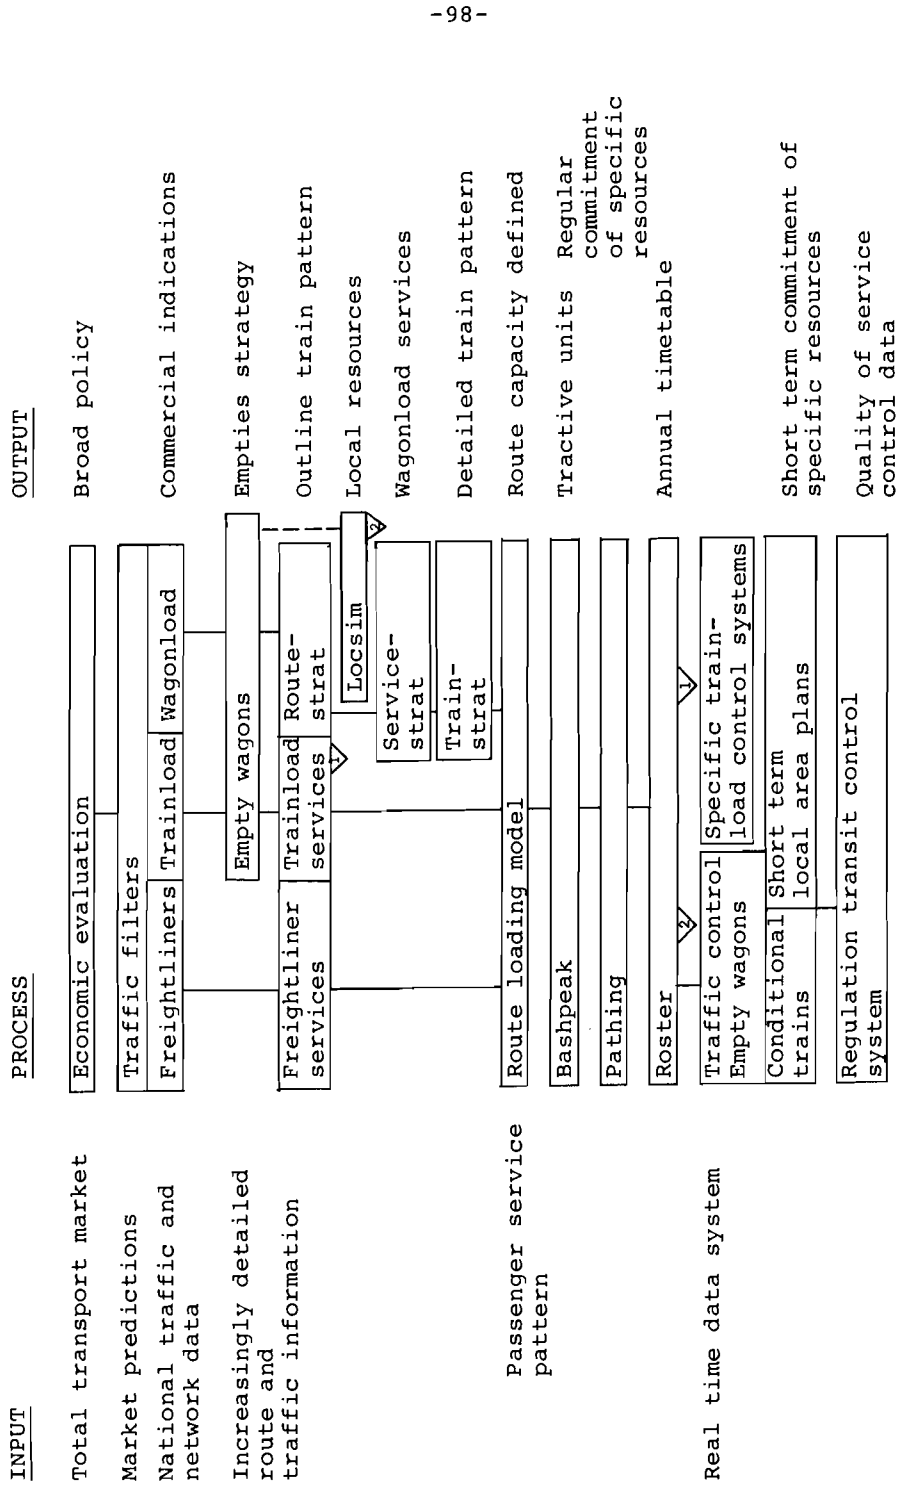 -98-
INPUT
PROCESS
OUTPUT
Total transport market
Economic evaluation
Broad policy
Market predictions
Traffic filters
National traffic and
network data
Freightliners
Trainload
Wagonload
Commercial indications
Increasingly detailed
route and
traffic information
Empty wagons
Empties strategy
Freightliner
services
Trainload
services
1
Route-
strat
Outline train pattern
Locsim
2
Local resources
Service-
strat
Wagonload services
Train-
strat
Detailed train pattern
Passenger service
pattern
Route loading model
Route capacity defined
Bashpeak
Tractive units
Regular
commitment
of specific
resources
Pathing
Roster
Annual timetable
2
1
Real time data system
Traffic control
Empty wagons
Specific train-
load control systems
Conditional
trains
Short term
local area plans
Short term commitment of
specific resources
Regulation transit control
system
Quality of service
control data